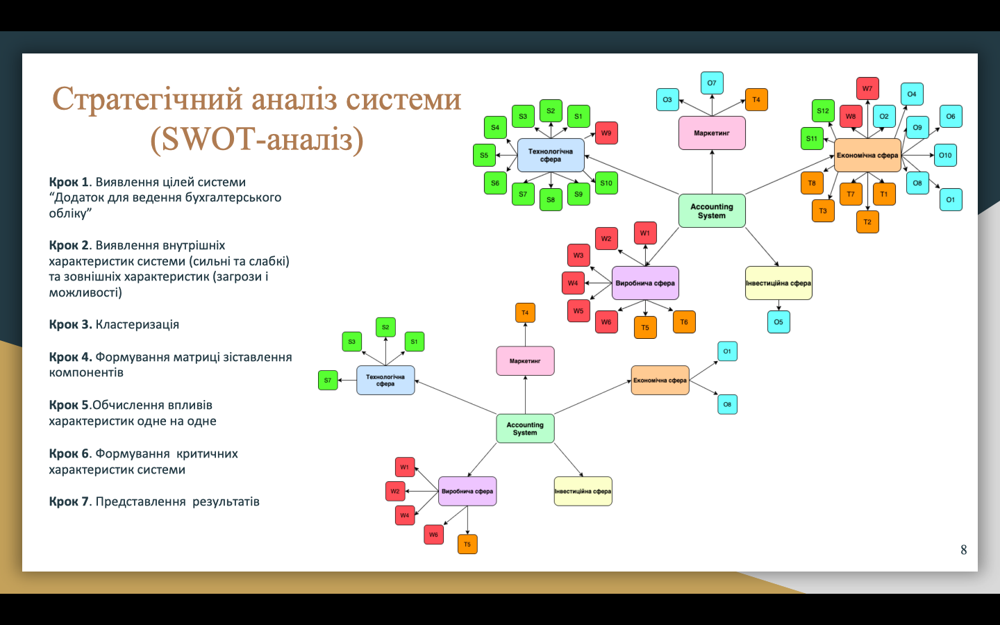 Стратегічний аналіз системи
(SWOT-аналіз)
Крок 1. Виявлення цілей системи
“Додаток для ведення бухгалтерського
обліку”
Крок 2. Виявлення внутрішніх
характеристик системи (сильні та слабкі)
та зовнішніх характеристик (загрози і
можливості)
Крок 3. Кластеризація
Крок 4. Формування матриці зіставлення
компонентів
Крок 5.Обчислення впливів
характеристик одне на одне
Крок 6. Формування критичних
характеристик системи
Крок 7. Представлення результатів
S4
S3
S2
S1
W9
S5
Технологічна
сфера
S6
S7
S8
S9
S10
O3
O7
T4
Маркетинг
W7
O4
S12
W8
O2
O9
O6
S11
Економічна сфера
O10
T8
T7
T1
O8
O1
T3
T2
Accounting
System
W1
W2
W3
W4
W5
W6
Виробнича сфера
T5
T6
Інвестиційна сфера
O5
T4
Маркетинг
S3
S2
S1
S7
Технологічна
сфера
Економічна сфера
O1
O8
Accounting
System
W1
W2
W4
W6
Виробнича сфера
T5
Інвестиційна сфера
8